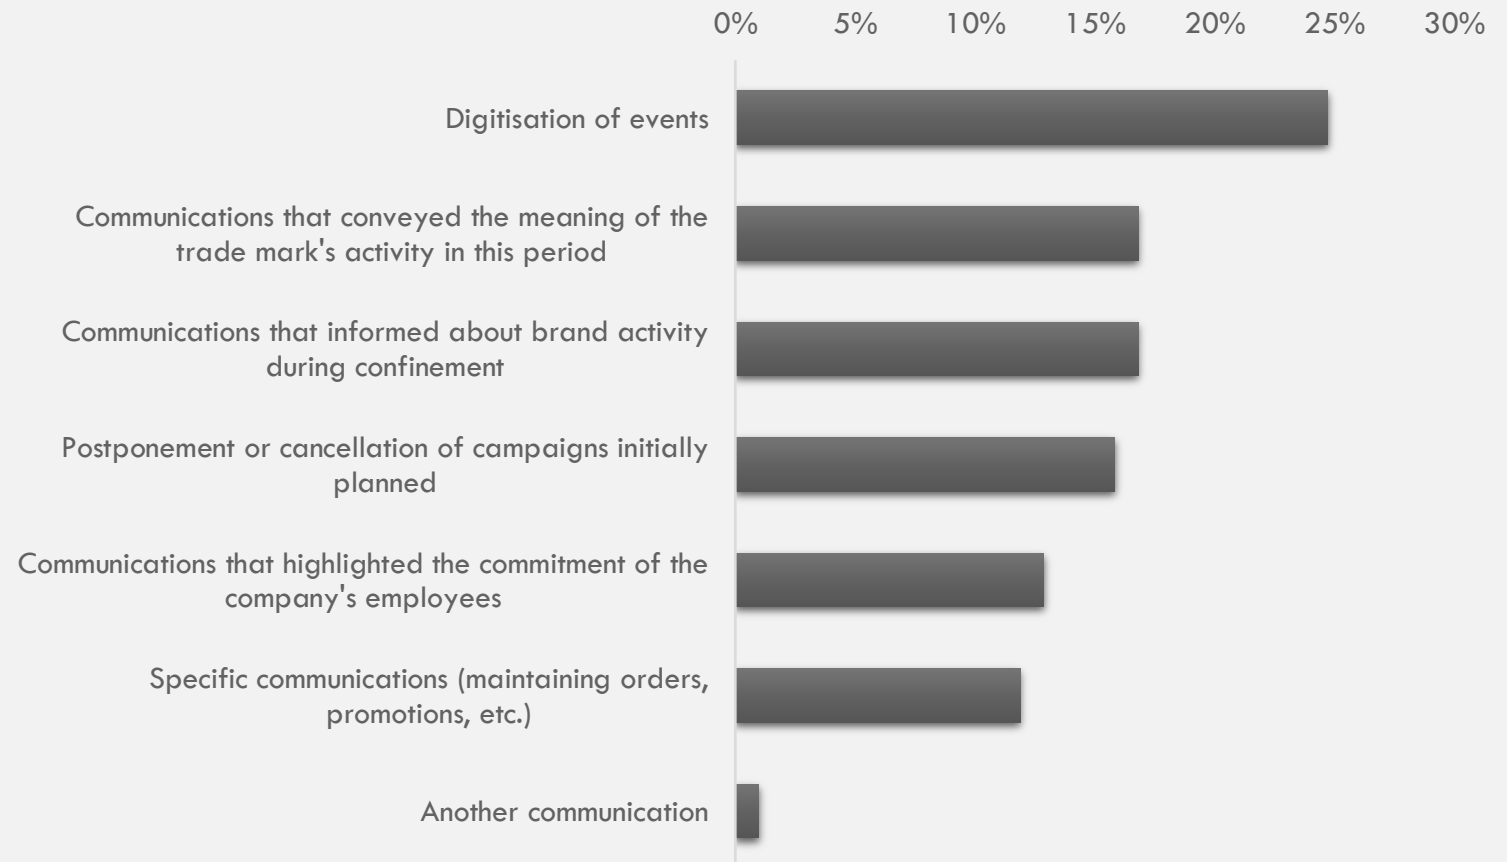 0% 5% 10% 15% 20% 25% 30%
Digitisation of events
Communications that conveyed the meaning of the
trade mark's activity in this period
Communications that informed about brand activity
during confinement
Postponement or cancellation of campaigns initially
planned
Communications that highlighted the commitment of the
company's employees
Specific communications (maintaining orders,
promotions, etc.)
Another communication